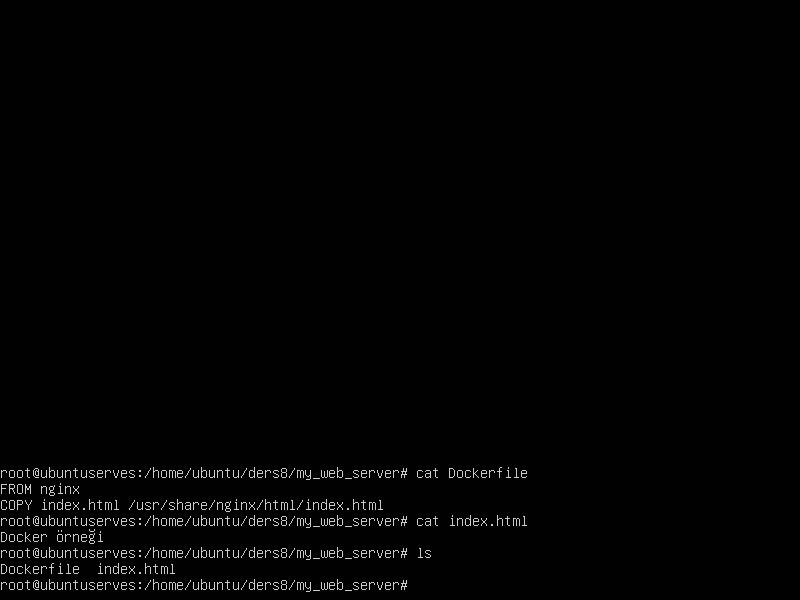 root@ubuntuserves:/home/ubuntu/ders8/my_web_server# cat Dockerfile
FROM nginx
COPY index.html /usr/share/nginx/html/index.html
root@ubuntuserves:/home/ubuntu/ders8/my_web_server# cat index.html
Docker örneği
root@ubuntuserves:/home/ubuntu/ders8/my_web_server# ls
Dockerfile  index.html
root@ubuntuserves:/home/ubuntu/ders8/my_web_server#